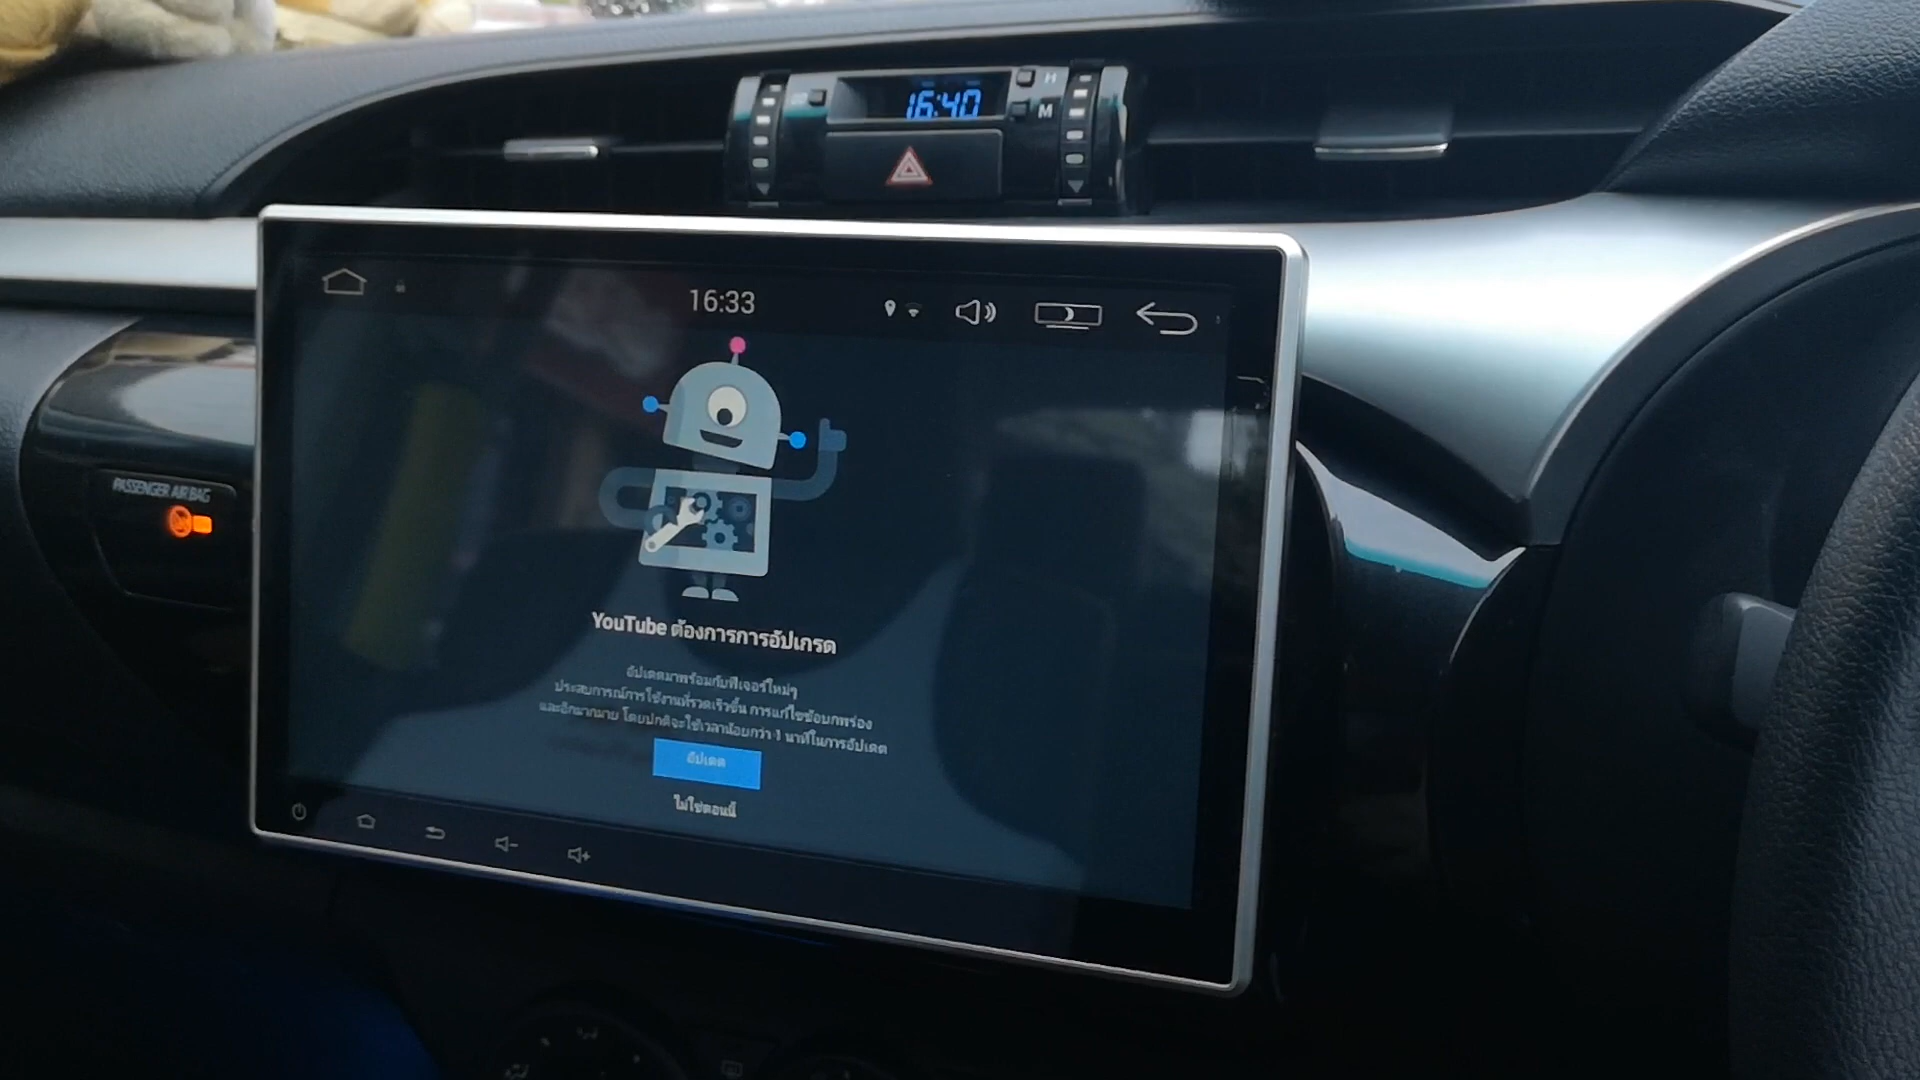 16:40
H
M
16:33
PASSENGER AIR BAG
YouTube ต้องการการอัปเกรด
อัปเดตมาพร้อมกับฟีเจอร์ใหม่ๆ
ประสบการณ์การใช้งานที่รวดเร็วขึ้น การแก้ไขข้อบกพร่อง
และอีกมากมาย โดยปกติจะใช้เวลาน้อยกว่า 1 นาทีในการอัปเดต
อัปเดต
ไม่ใช่ตอนนี้